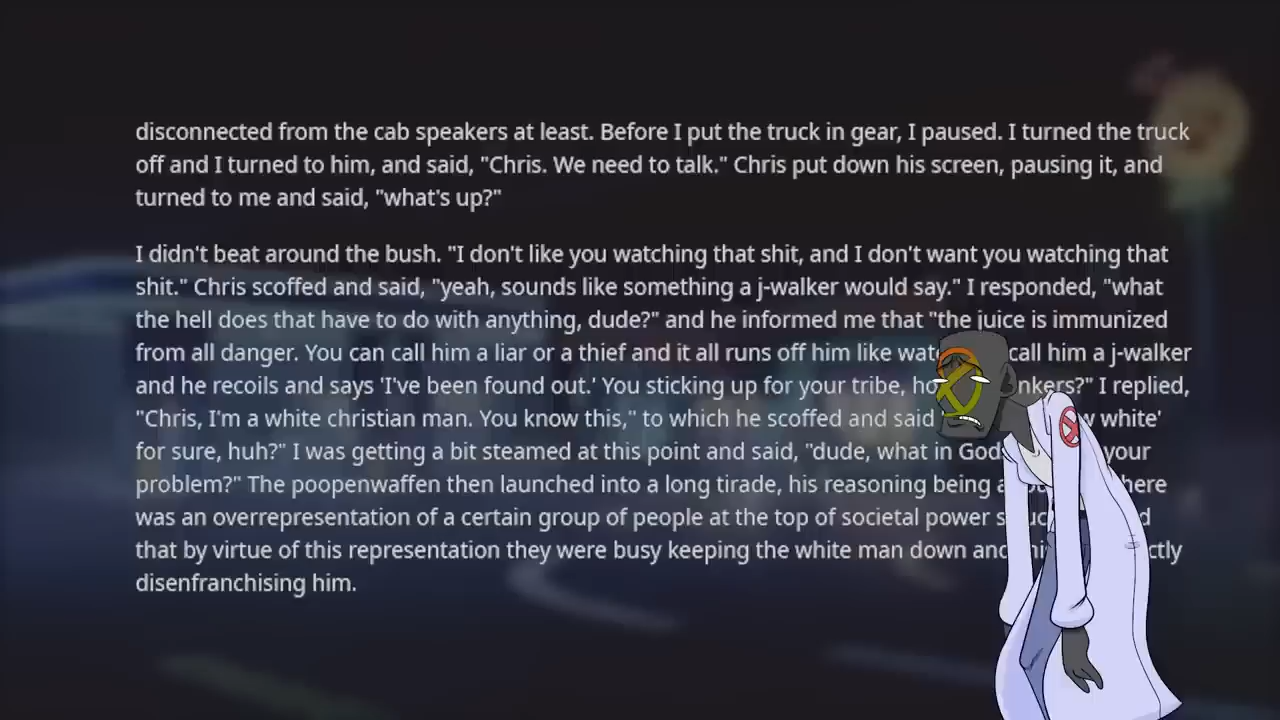 disconnected from the cab speakers at least. Before I put the truck in gear, I paused. I turned the truck
off and I turned to him, and said, "Chris. We need to talk." Chris put down his screen, pausing it, and
turned to me and said, "what's up?"
I didn't beat around the bush. "I don't like you watching that shit, and I don't want you watching that
shit." Chris scoffed and said, "yeah, sounds like something a j-walker would say." I responded, "what
the hell does that have to do with anything, dude?" and he informed me that "the juice is immunized
from all danger. You can call him a liar or a thief and it all runs off him like call him a j-walker
and he recoils and says 'I've been found out.' You sticking up for your tribe, I replied,
"Chris, I'm a white christian man. You know this," to which he scoffed and said white'
for sure, huh?" I was getting a bit steamed at this point and said, "dude, what in your
problem?" The poopenwaffen then launched into a long tirade, his reasoning being
was an overrepresentation of a certain group of people at the top of societal power
that by virtue of this representation they were busy keeping the white man down
disenfranchising him.